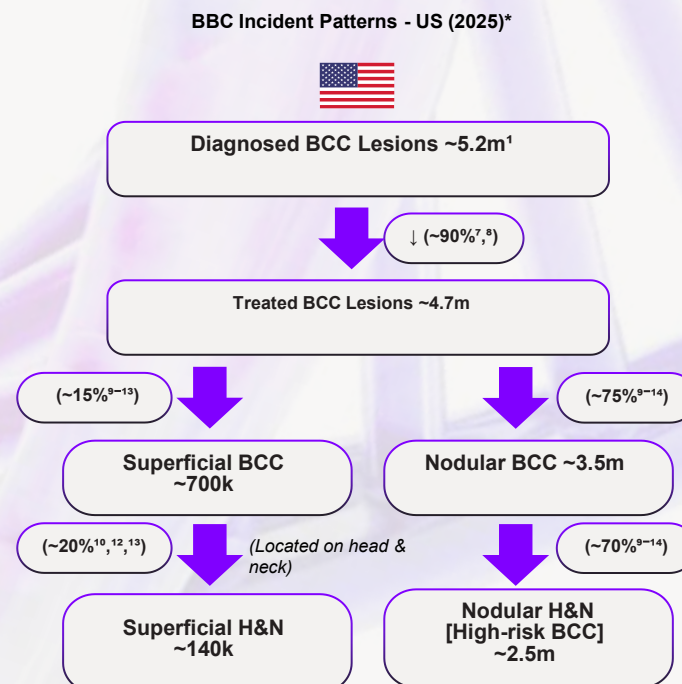 BBC Incident Patterns - US (2025)*
Diagnosed BCC Lesions ~5.2m¹
↓ (~90%⁷,⁸)
Treated BCC Lesions ~4.7m
(~15%⁹⁻¹³)
(~75%⁹⁻¹⁴)
Superficial BCC
~700k
Nodular BCC ~3.5m
(~20%¹⁰,¹²,¹³)
(Located on head &
neck)
(~70%⁹⁻¹⁴)
Superficial H&N
~140k
Nodular H&N
[High-risk BCC]
~2.5m